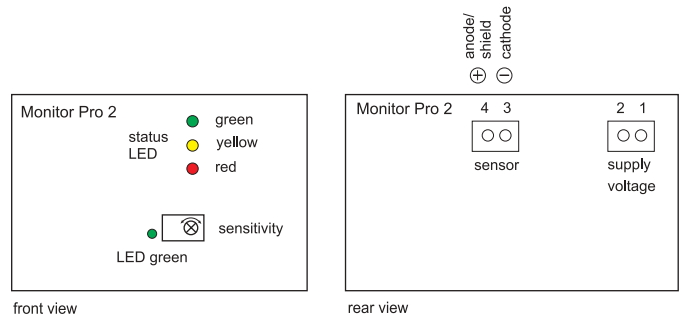 Monitor Pro 2
status
LED
green
yellow
red
sensitivity
LED green
front view
anode/
shield
cathode
Monitor Pro 2
4 3
2 1
sensor
supply
voltage
rear view